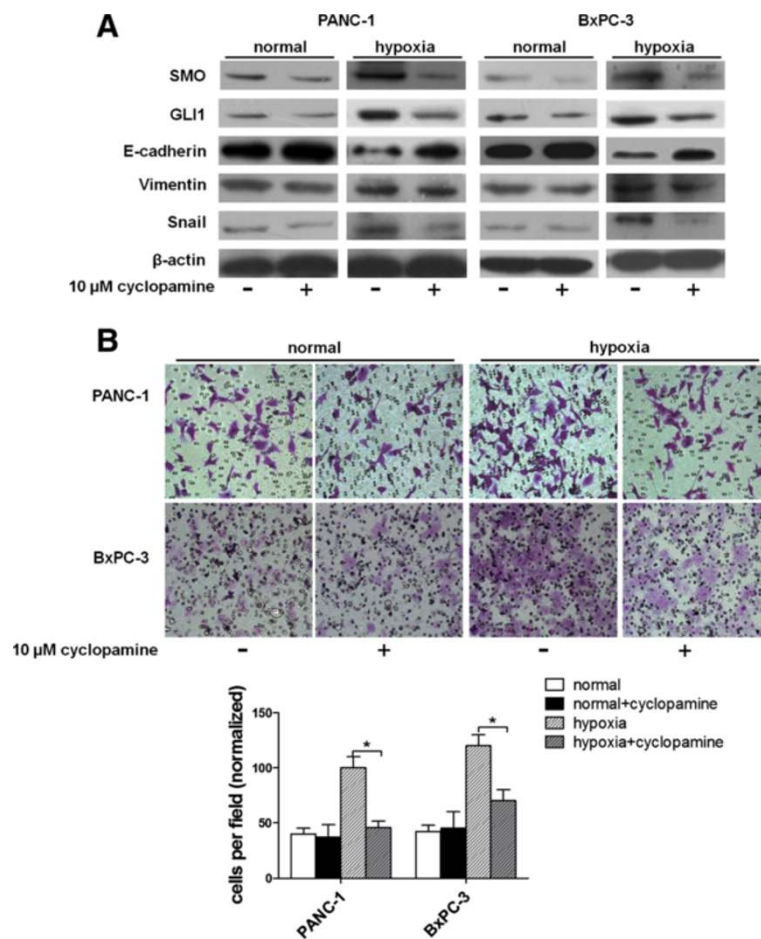 A
PANC-1 BxPC-3
normal hypoxia normal hypoxia
SMO
GLI1
E-cadherin
Vimentin
Snail
β-actin
10 μM cyclopamine - + - + - + - +
B
normal hypoxia
PANC-1
BxPC-3
10 μM cyclopamine - + - +
normal
normal+cyclopamine
hypoxia
hypoxia+cyclopamine
cells per field (normalized)
150
100
50
0
* *
PANC-1 BxPC-3